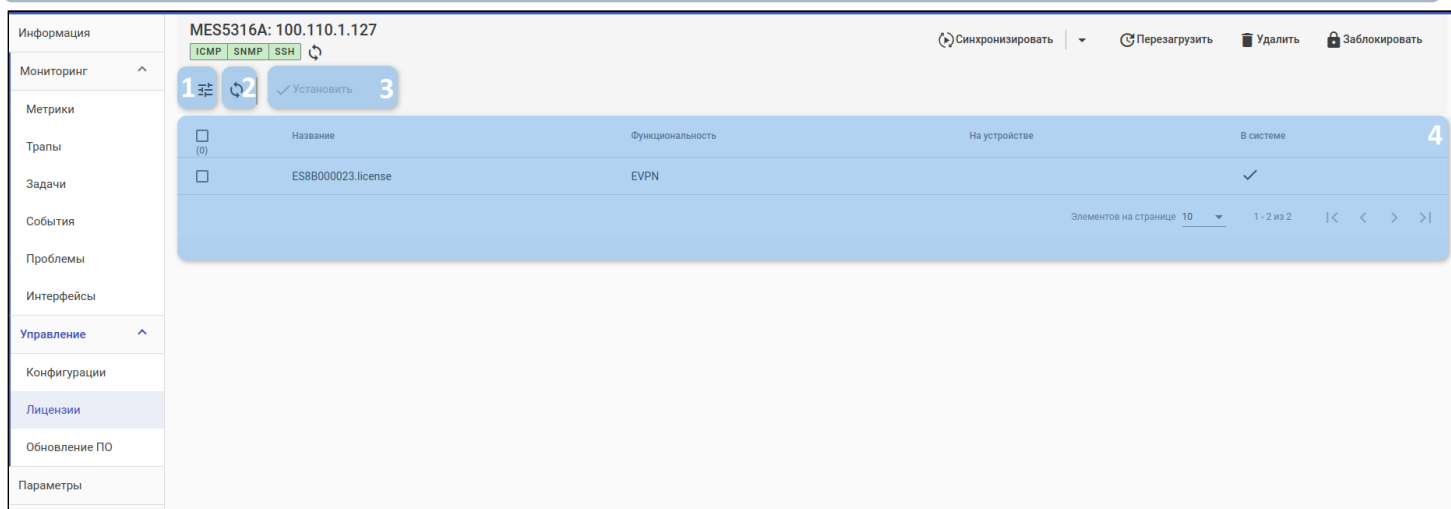 Информация
Мониторинг
Метрики
Трапы
Задачи
События
Проблемы
Интерфейсы
Управление
Конфигурации
Лицензии
Обновление ПО
Параметры
MES5316A: 100.110.1.127
ICMP SNMP SSH
Синхронизировать Перезагрузить Удалить Заблокировать
1 2 Установить 3
Название Функциональность На устройстве В системе 4
(0)
ES8B000023.license EVPN
Элементов на странице 10 1 - 2 из 2